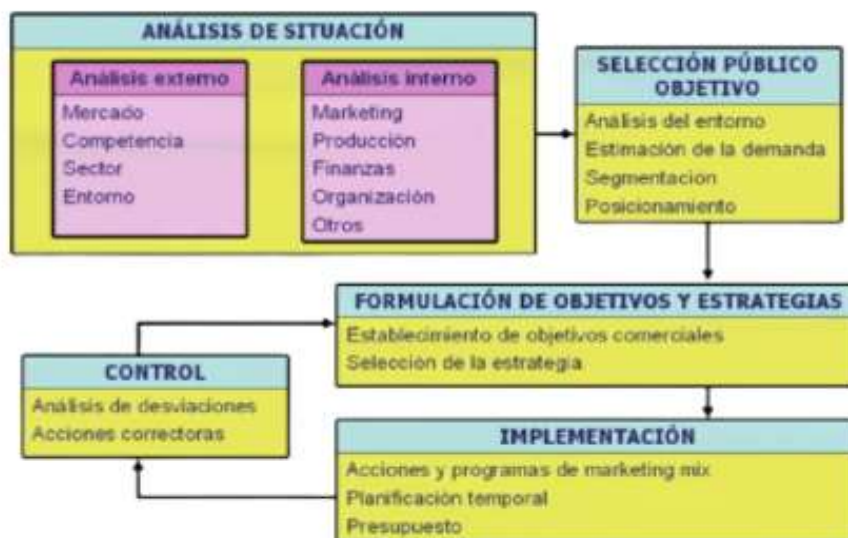 ANÁLISIS DE SITUACIÓN
Análisis externo
Mercado
Competencia
Sector
Entorno
Análisis interno
Marketing
Producción
Finanzas
Organización
Otros
SELECCIÓN PÚBLICO
OBJETIVO
Análisis del entorno
Estimación de la demanda
Segmentacion
Posicionamiento
FORMULACIÓN DE OBJETIVOS Y ESTRATEGIAS
Establecimiento de objetivos comerciales
Selección de la estrategia
CONTROL
Análisis de desviaciones
Acciones correctoras
IMPLEMENTACIÓN
Acciones y programas de marketing mix
Planificación temporal
Presupuesto